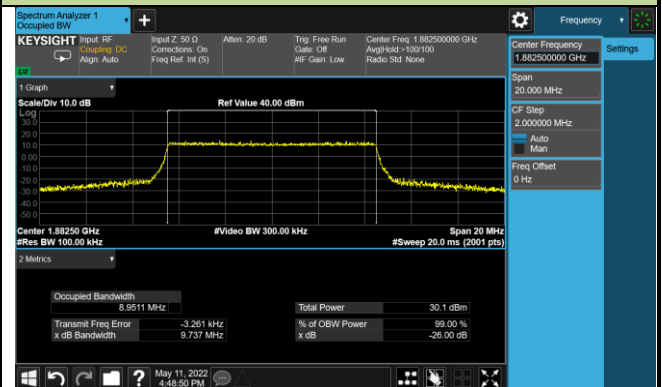 Spectrum Analyzer 1
Occupied BW
+
Frequency
KEYSIGHT
Input: RF
Coupling: DC
Align: Auto
Input Z: 50 Ω
Corrections: On
Freq Ref: Int (S)
Atten: 20 dB
Trig: Free Run
Gate: Off
#IF Gain: Low
Center Freq: 1.882500000 GHz
Avg|Hold:>100/100
Radio Std: None
Center Frequency
1.882500000 GHz
Settings
Span
20.000 MHz
CF Step
2.000000 MHz
Auto
Man
Freq Offset
0 Hz
1 Graph
Scale/Div 10.0 dB
Ref Value 40.00 dBm
Log
30.0
20.0
10.0
0.00
-10.0
-20.0
-30.0
-40.0
-50.0
Center 1.88250 GHz
#Video BW 300.00 kHz
Span 20 MHz
#Res BW 100.00 kHz
#Sweep 20.0 ms (2001 pts)
2 Metrics
Occupied Bandwidth
8.9511 MHz
Total Power 30.1 dBm
Transmit Freq Error -3.261 kHz
% of OBW Power 99.00 %
x dB Bandwidth 9.737 MHz
x dB -26.00 dB
?
May 11, 2022
4:48:50 PM